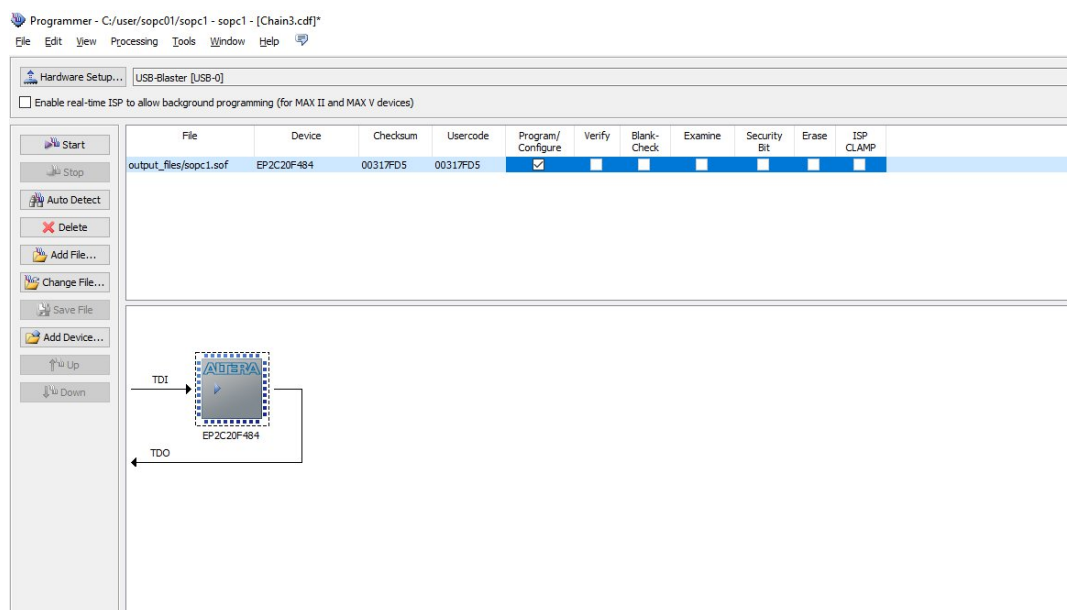 Programmer - C:/user/sopc01/sopc1 - sopc1 - [Chain3.cdf]*
File Edit View Processing Tools Window Help
Hardware Setup... USB-Blaster [USB-0]
Enable real-time ISP to allow background programming (for MAX II and MAX V devices)
File Device Checksum Usercode Program/ Configure Verify Blank- Check Examine Security Bit Erase ISP CLAMP
output_files/sopc1.sof EP2C20F484 00317FD5 00317FD5
Start
Stop
Auto Detect
Delete
Add File...
Change File...
Save File
Add Device...
Up
Down
ALTERA
TDI
EP2C20F484
TDO